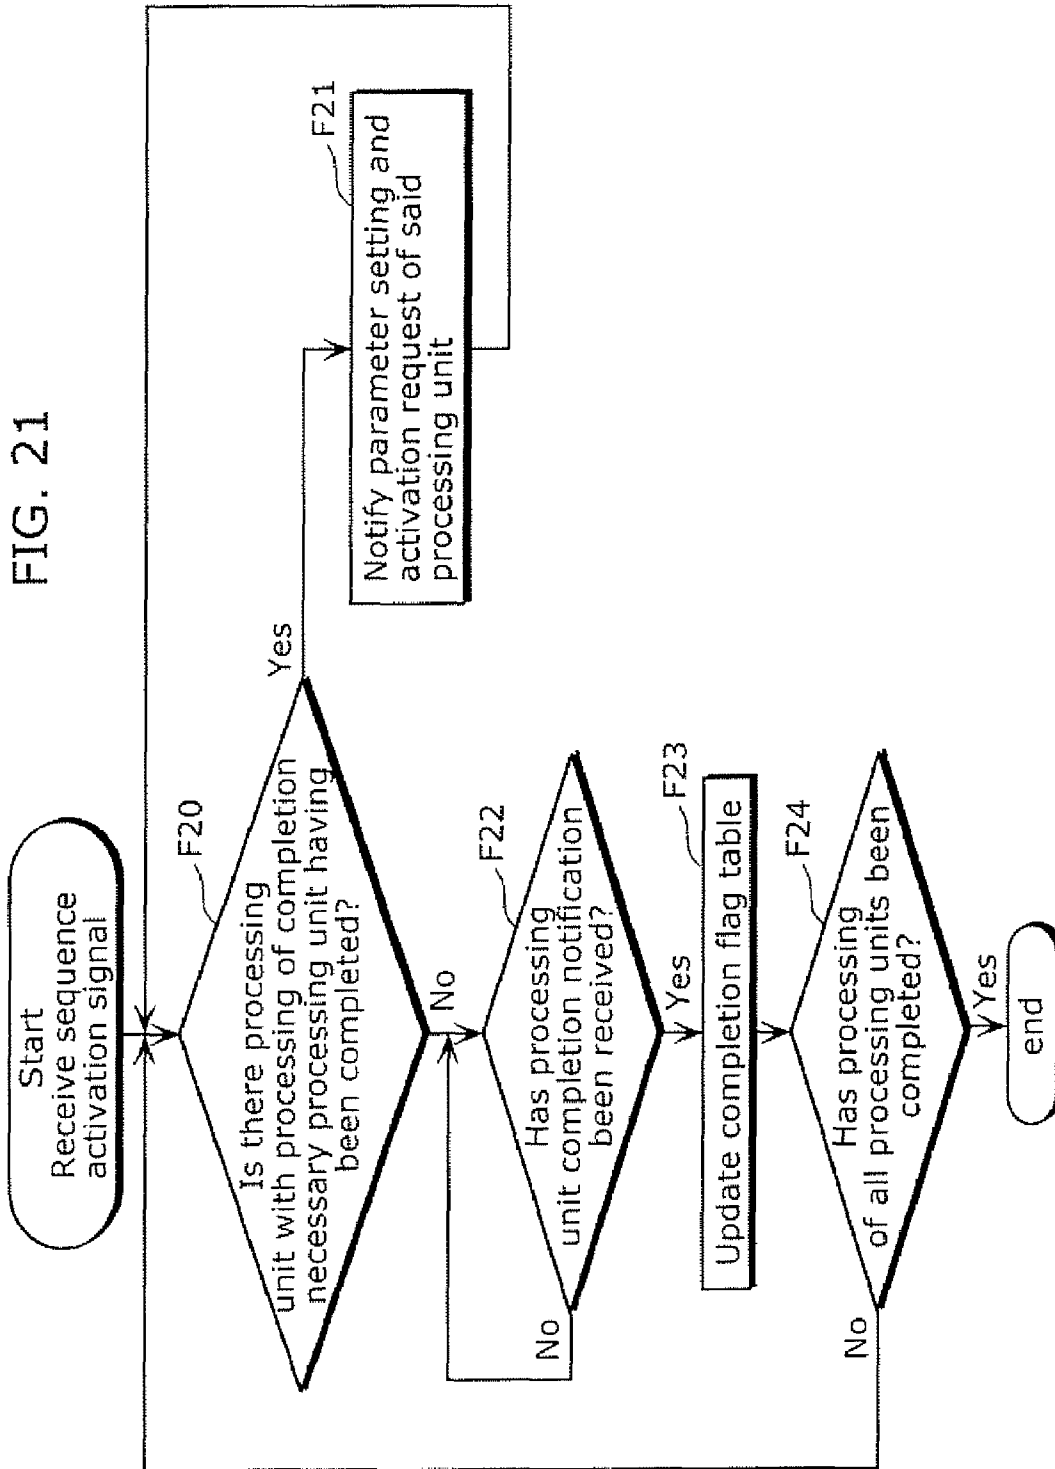 FIG. 21
Start
Receive sequence
activation signal
F20
Is there processing
unit with processing of completion
necessary processing unit having
been completed?
Yes
F21
Notify parameter setting and
activation request of said
processing unit
No
F22
Has processing
unit completion notification
been received?
No
Yes
F23
Update completion flag table
F24
Has processing
of all processing units been
completed?
No
Yes
end